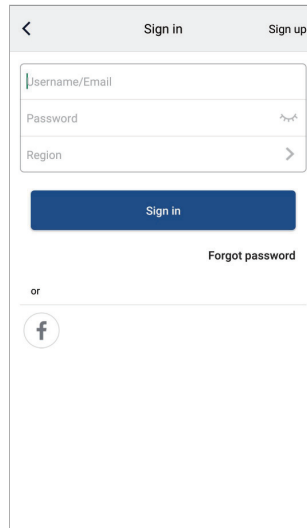 Sign in
Sign up
Username/Email
Password
Region
Sign in
Forgot password
or
f